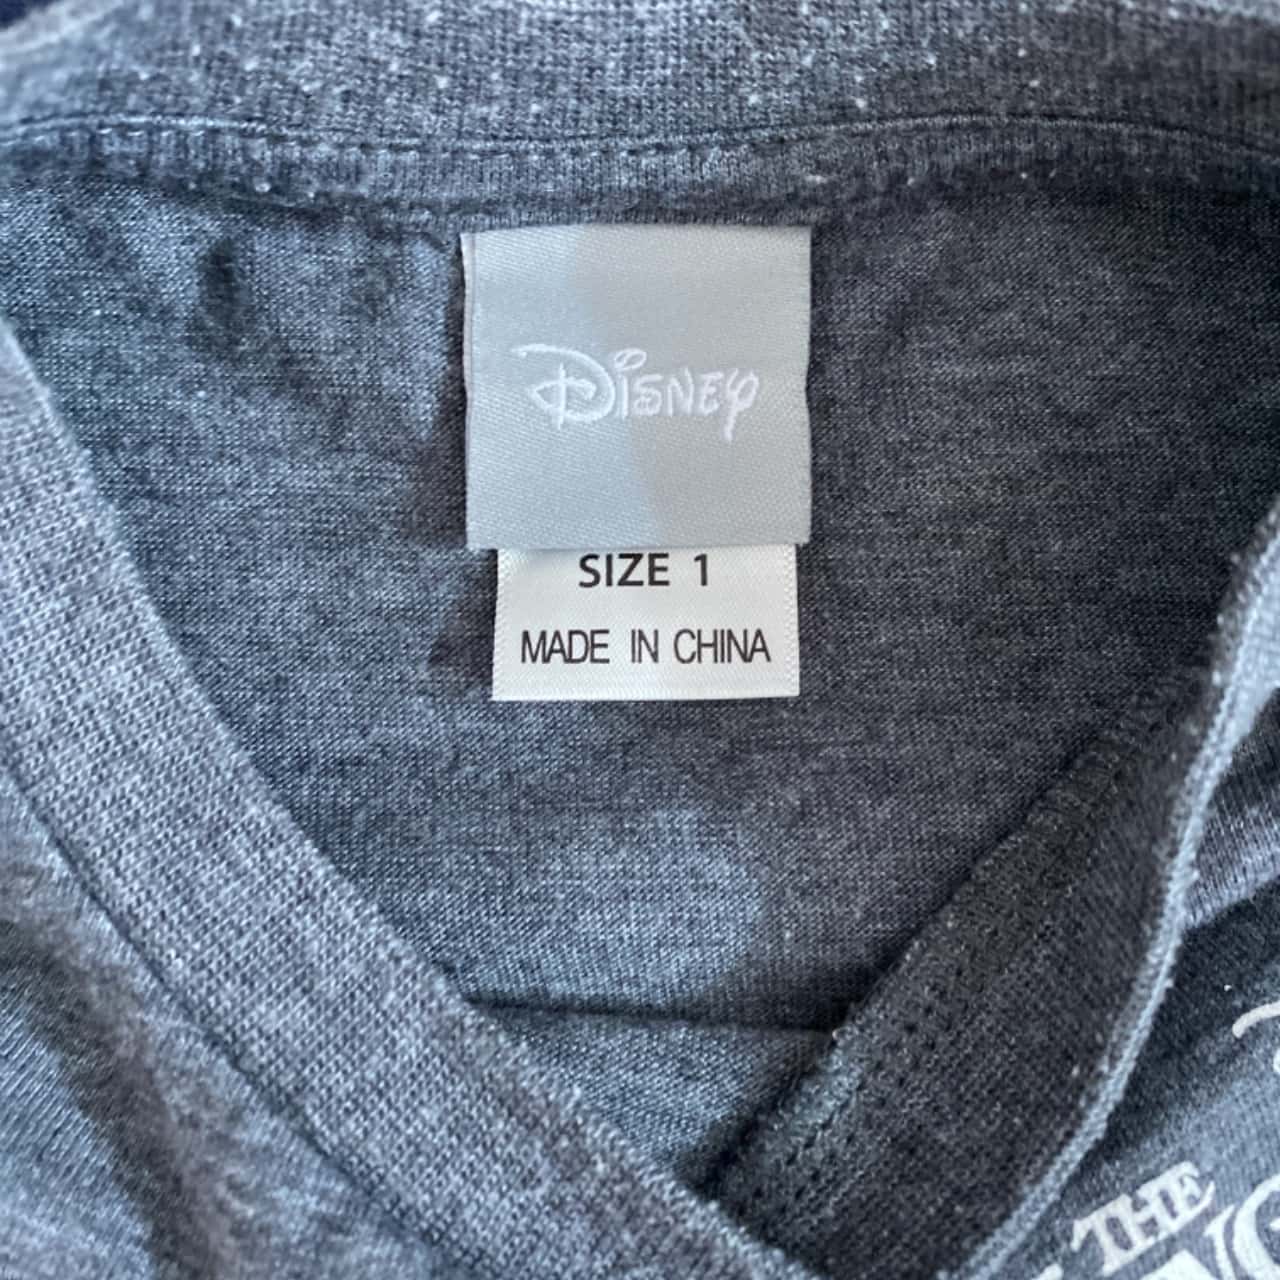 Disney
SIZE 1
MADE IN CHINA
THE